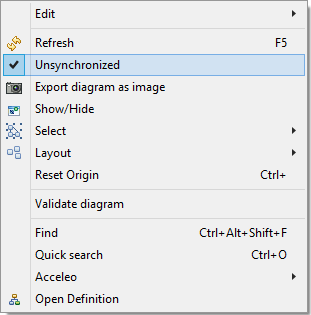 Edit
Refresh F5
Unsynchronized
Export diagram as image
Show/Hide
Select
Layout
Reset Origin Ctrl+
Validate diagram
Find Ctrl+Alt+Shift+F
Quick search Ctrl+O
Acceleo
Open Definition